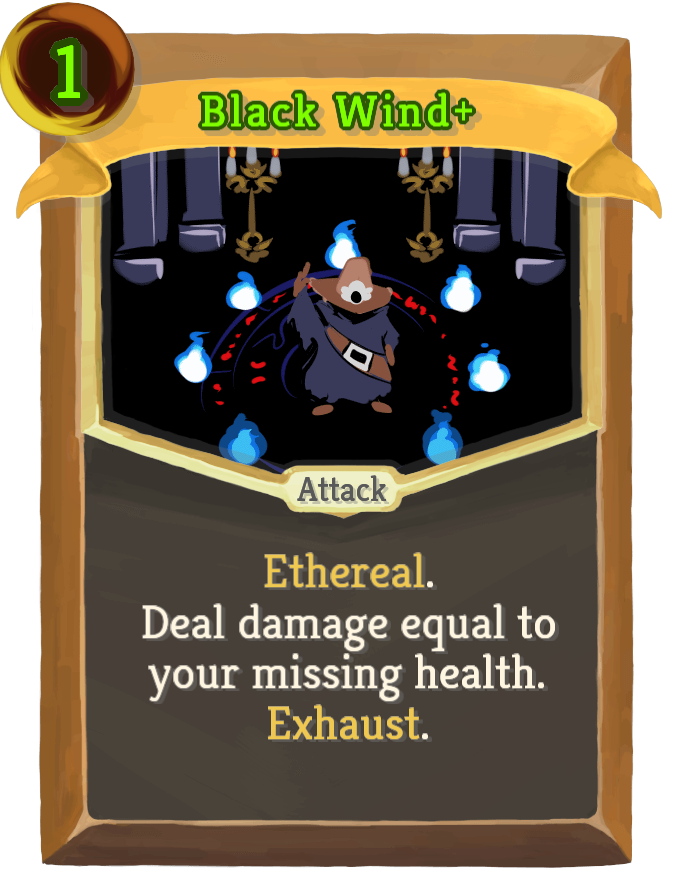 1
Black Wind+
Attack
Ethereal.
Deal damage equal to
your missing health.
Exhaust.